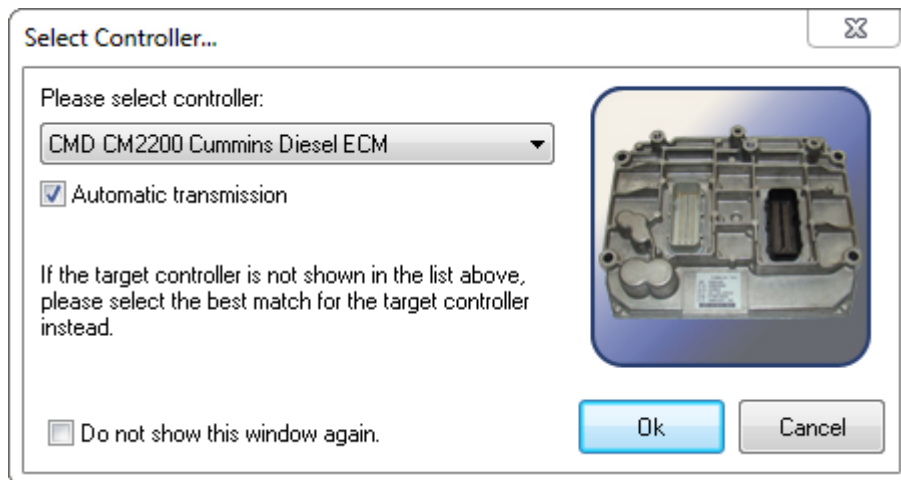 Select Controller...
Please select controller:
CMD CM2200 Cummins Diesel ECM
Automatic transmission
If the target controller is not shown in the list above,
please select the best match for the target controller
instead.
Do not show this window again.
Ok
Cancel